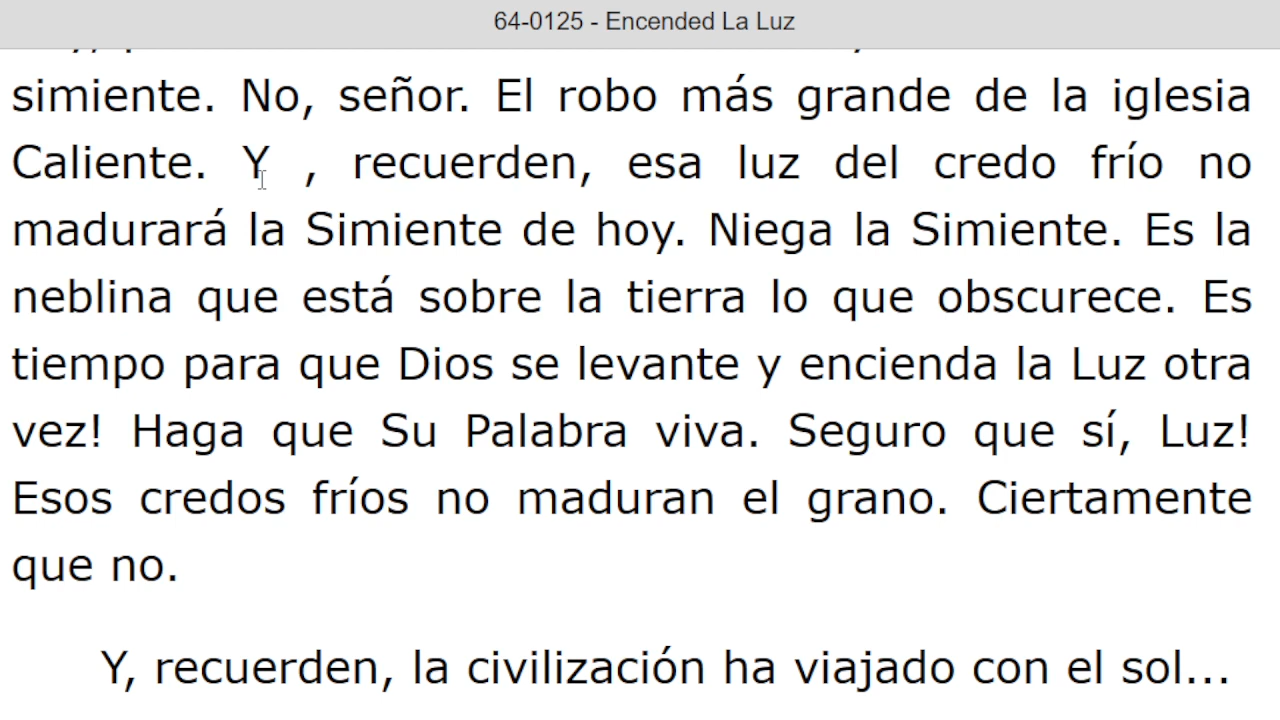 64-0125 - Encended La Luz
simiente. No, señor. El robo más grande de la iglesia
Caliente. Y , recuerden, esa luz del credo frío no
madurará la Simiente de hoy. Niega la Simiente. Es la
neblina que está sobre la tierra lo que obscurece. Es
tiempo para que Dios se levante y encienda la Luz otra
vez! Haga que Su Palabra viva. Seguro que sí, Luz!
Esos credos fríos no maduran el grano. Ciertamente
que no.
Y, recuerden, la civilización ha viajado con el sol...